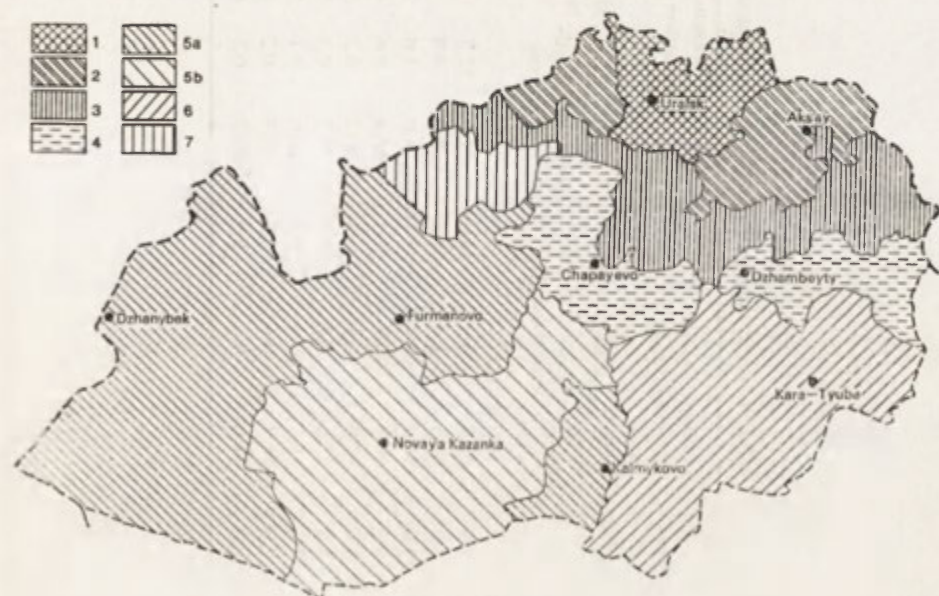 1 5a
2 5b
3 6
4 7
Uralsk
Aksay
Chapayevo
Dzhambeyty
Dzhanybek
Furmanovo
Kara-Tyube
Novaya Kazanka
Kalmykovo